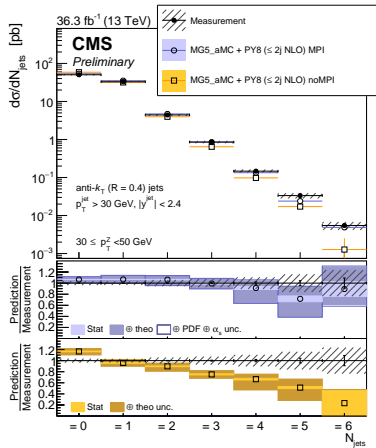 36.3 fb⁻¹ (13 TeV)
Measurement
MG5_aMC + PY8 (≤ 2j NLO) MPI
MG5_aMC + PY8 (≤ 2j NLO) noMPI
CMS
Preliminary
dσ/dN_jets [pb]
10²
10
1
10⁻¹
10⁻²
10⁻³
anti-k_T (R = 0.4) jets
p_T^jet > 30 GeV, |y^jet| < 2.4
30 ≤ p_T^Z <50 GeV
Prediction
Measurement
1.4
1.2
1
0.8
0.6
0.4
0.2
Stat ⊕ theo ⊕ PDF ⊕ α_s unc.
Prediction
Measurement
1.2
1
0.8
0.6
0.4
0.2
Stat ⊕ theo unc.
= 0 = 1 = 2 = 3 = 4 = 5 = 6
N_jets